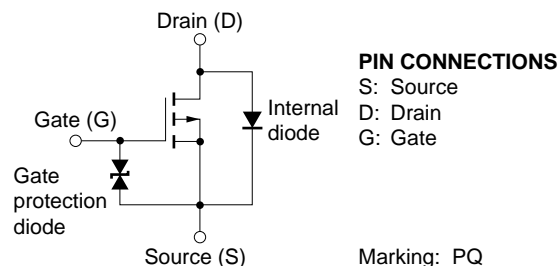 Drain (D)
PIN CONNECTIONS
S: Source
D: Drain
G: Gate
Internal
diode
Gate (G)
Gate
protection
diode
Source (S)
Marking: PQ